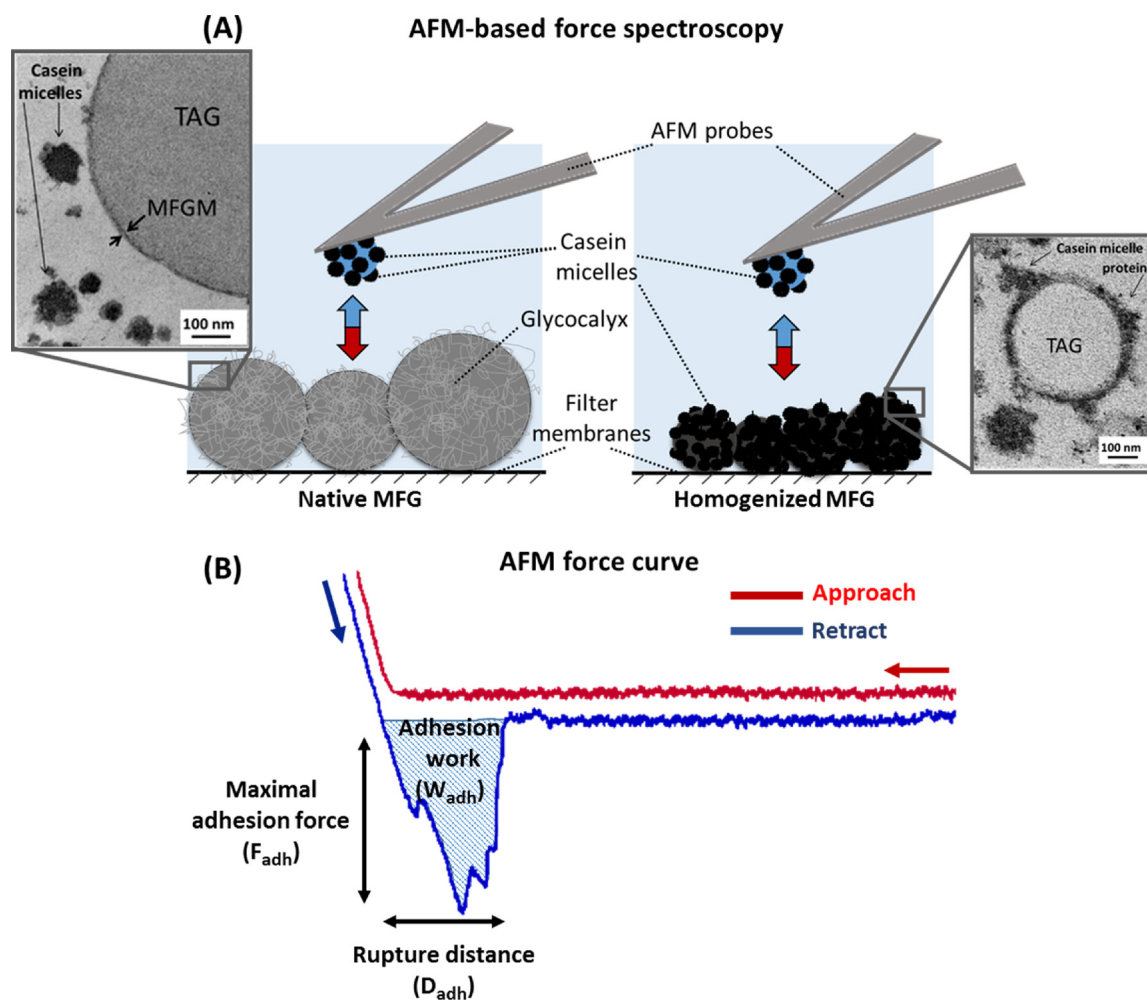 (A)
AFM-based force spectroscopy
Casein
micelles
TAG
MFGM
100 nm
AFM probes
Casein
micelles
Glycocalyx
Filter
membranes
Native MFG
Homogenized MFG
Casein micelle
protein
TAG
100 nm
(B)
AFM force curve
Approach
Retract
Adhesion
work
(Wadh)
Maximal
adhesion force
(Fadh)
Rupture distance
(Dadh)